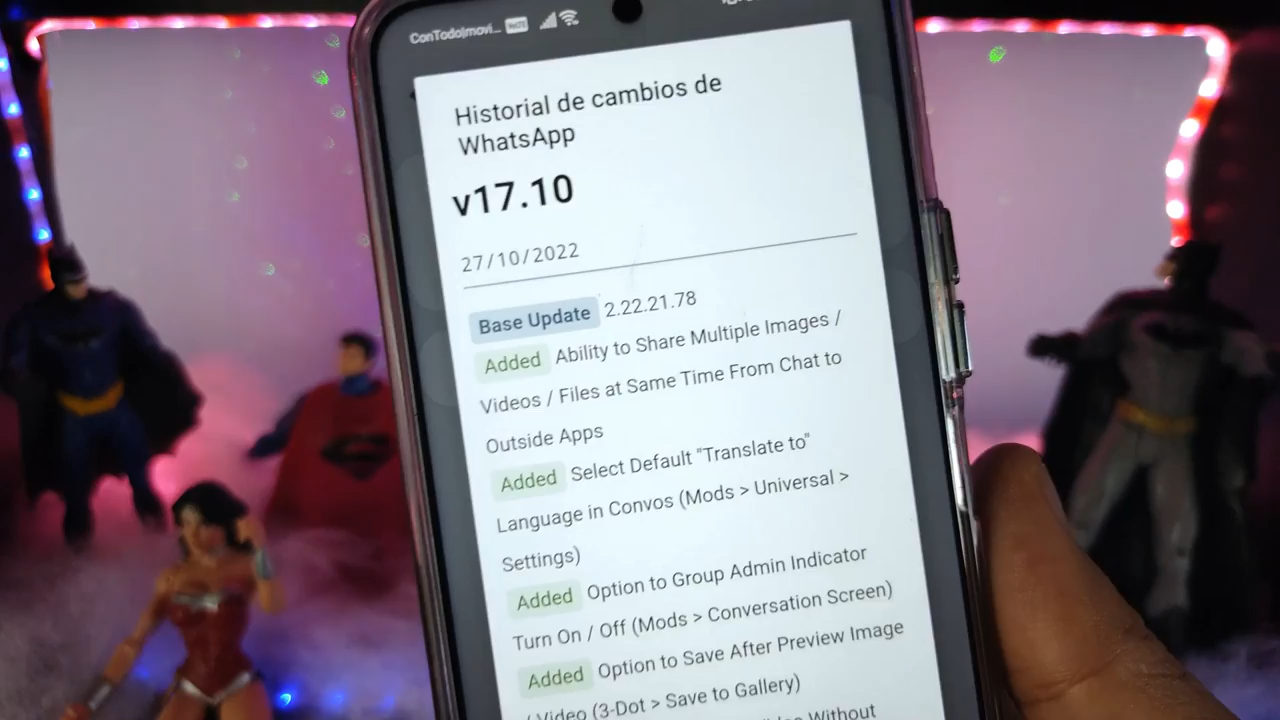 ConTodo|movi... VoLTE
Historial de cambios de
WhatsApp
v17.10
27/10/2022
Base Update 2.22.21.78
Added Ability to Share Multiple Images /
Videos / Files at Same Time From Chat to
Outside Apps
Added Select Default "Translate to"
Language in Convos (Mods > Universal >
Settings)
Added Option to Group Admin Indicator
Turn On / Off (Mods > Conversation Screen)
Added Option to Save After Preview Image
/ Video (3-Dot > Save to Gallery)
Without